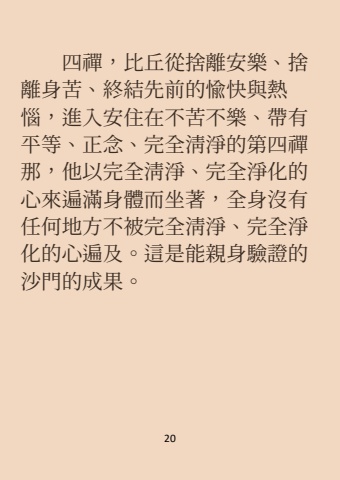 四禪，比丘從捨離安樂、捨
離身苦、終結先前的愉快與熱
惱，進入安住在不苦不樂、帶有
平等、正念、完全清淨的第四禪
那，他以完全清淨、完全淨化的
心來遍滿身體而坐著，全身沒有
任何地方不被完全清淨、完全淨
化的心遍及。這是能親身驗證的
沙門的成果。
20